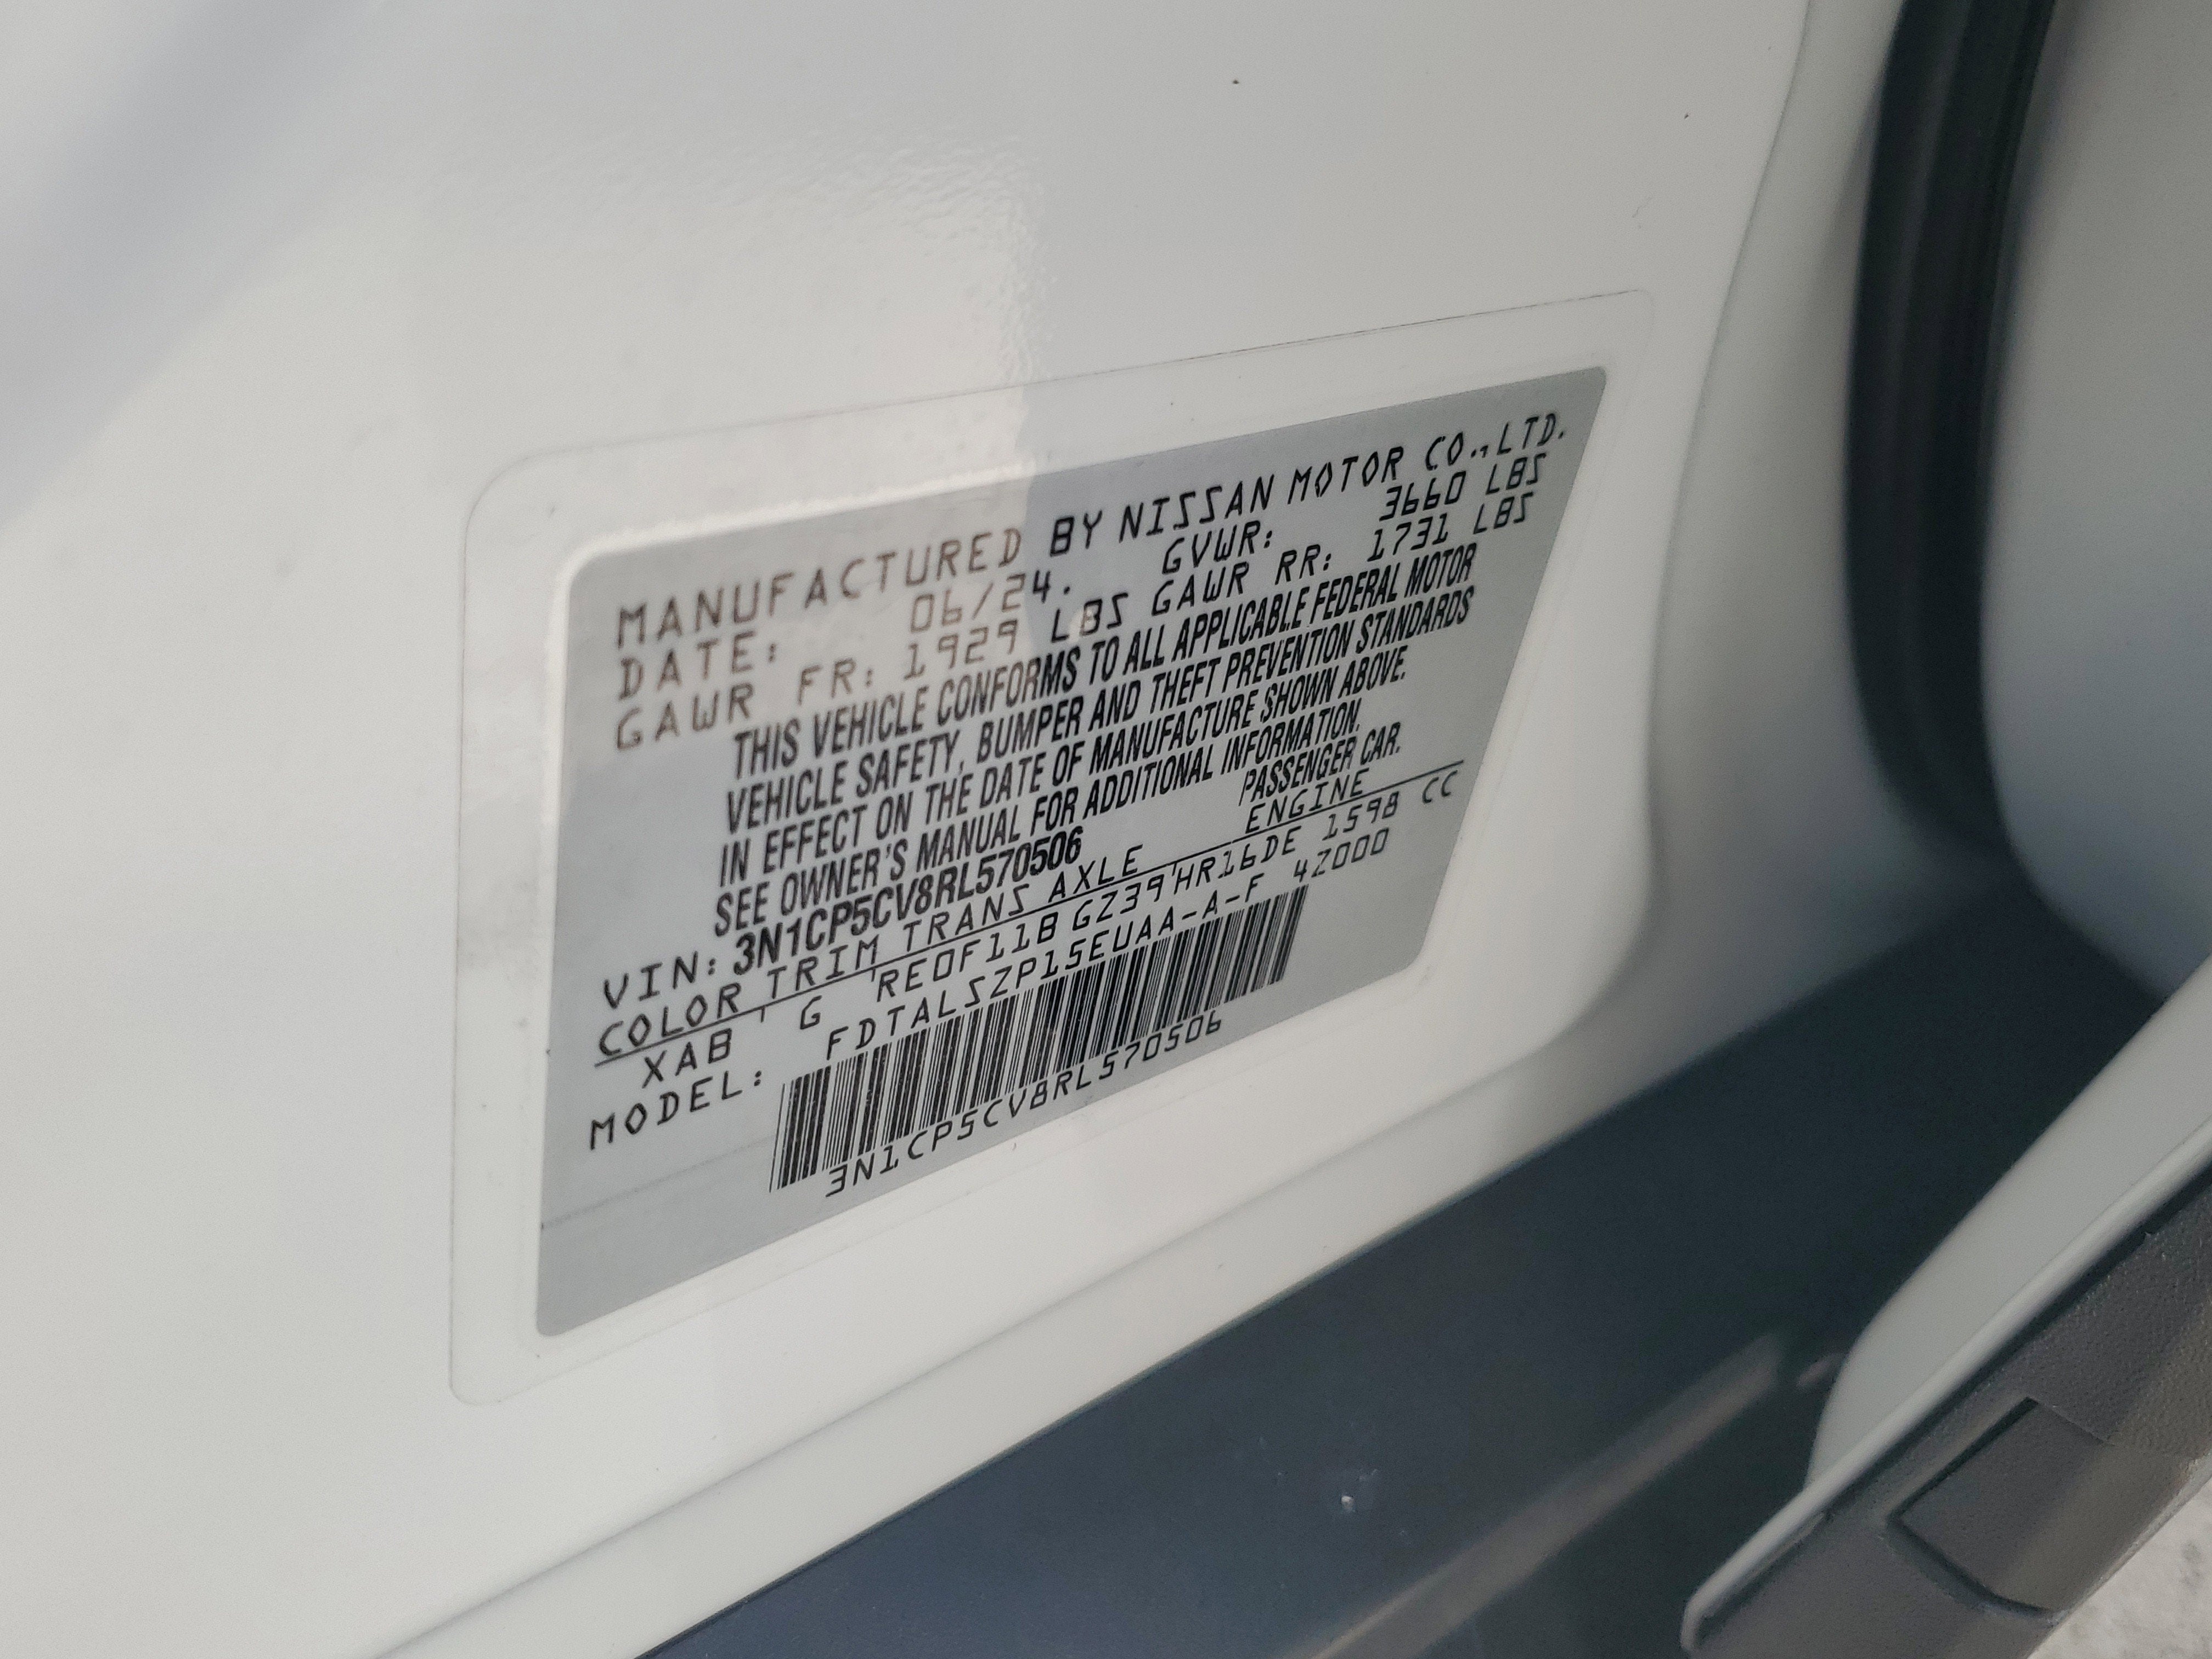 MANUFACTURED BY NISSAN MOTOR CO.,LTD.
DATE: 06/24. GVWR: 3660 LBS
GAWR FR: 1929 LBS GAWR RR: 1731 LBS
THIS VEHICLE CONFORMS TO ALL APPLICABLE FEDERAL MOTOR
VEHICLE SAFETY, BUMPER AND THEFT PREVENTION STANDARDS
IN EFFECT ON THE DATE OF MANUFACTURE SHOWN ABOVE.
SEE OWNER'S MANUAL FOR ADDITIONAL INFORMATION.
VIN: 3N1CP5CV8RL570506 PASSENGER CAR.
COLOR TRIM TRANS AXLE ENGINE
XAB G RE0F11B GZ39 HR16DE 1598 CC
MODEL: FDTALSZP15EUAA-A-F 4Z000
3N1CP5CV8RL570506